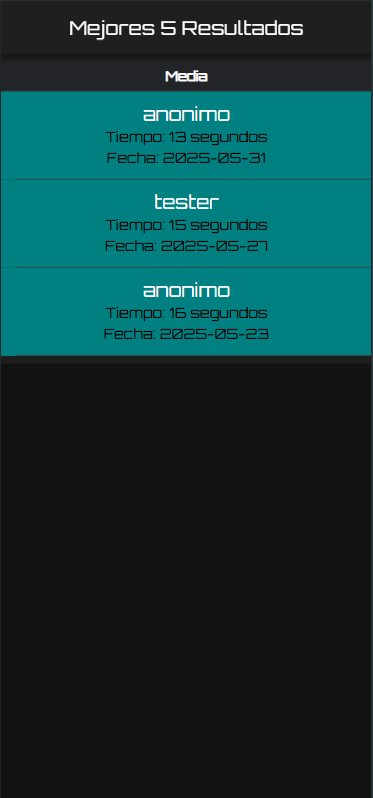 Mejores 5 Resultados
Media
anonimo
Tiempo: 13 segundos
Fecha: 2025-05-31
tester
Tiempo: 15 segundos
Fecha: 2025-05-27
anonimo
Tiempo: 16 segundos
Fecha: 2025-05-23